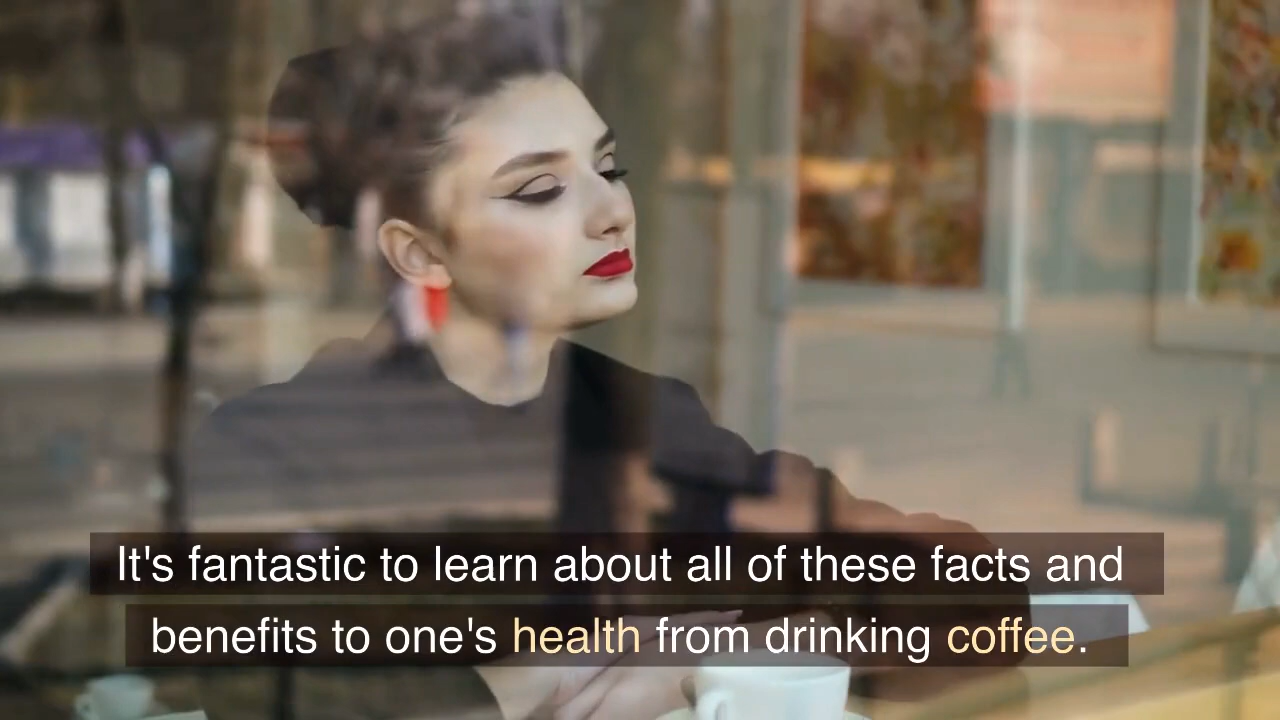 It's fantastic to learn about all of these facts and
benefits to one's health from drinking coffee.